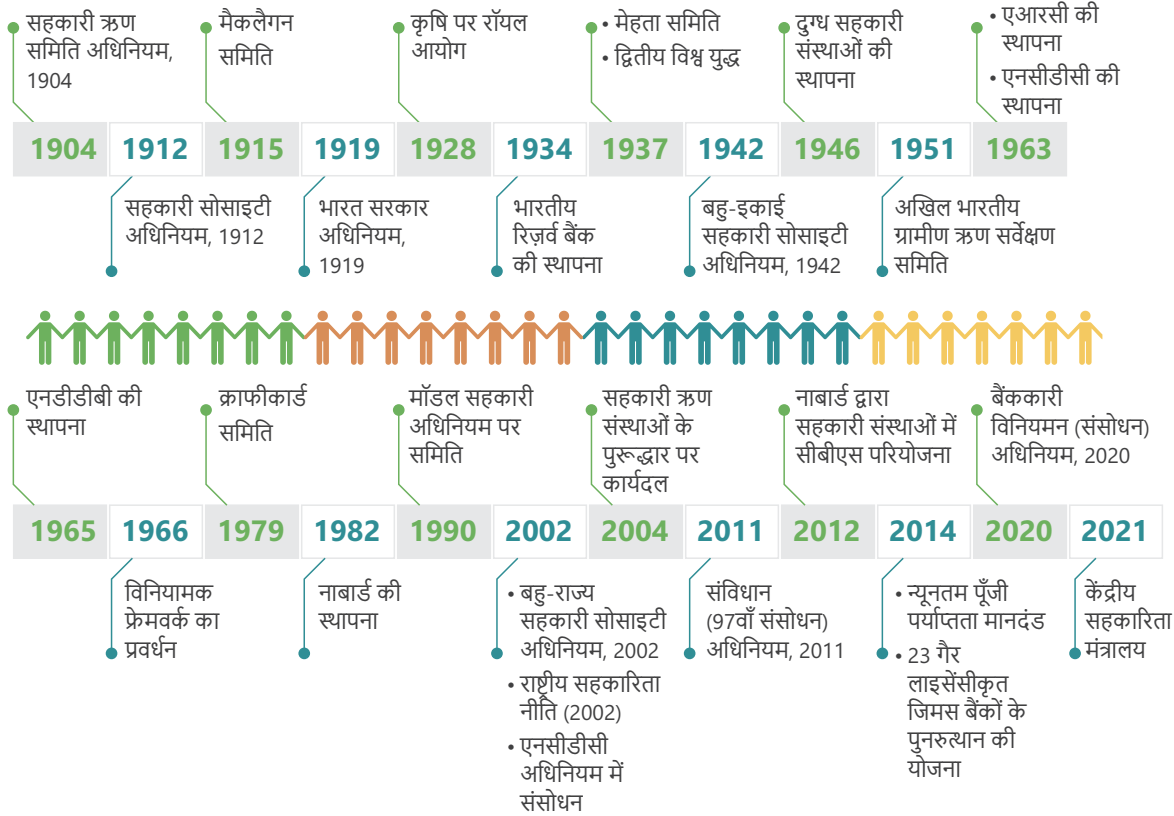 सहकारी ऋण
समिति अधिनियम,
1904
मैकलैगन
समिति
कृषि पर रॉयल
आयोग
• मेहता समिति
• द्वितीय विश्व युद्ध
दुग्ध सहकारी
संस्थाओं की
स्थापना
• एआरसी की
स्थापना
• एनसीडीसी की
स्थापना
1904 1912 1915 1919 1928 1934 1937 1942 1946 1951 1963
सहकारी सोसाइटी
अधिनियम, 1912
भारत सरकार
अधिनियम,
1919
भारतीय
रिज़र्व बैंक
की स्थापना
बहु-इकाई
सहकारी सोसाइटी
अधिनियम, 1942
अखिल भारतीय
ग्रामीण ऋण सर्वेक्षण
समिति
एनडीडीबी की
स्थापना
क्राफीकार्ड
समिति
मॉडल सहकारी
अधिनियम पर
समिति
सहकारी ऋण
संस्थाओं के
पुरूद्धार पर
कार्यदल
नाबार्ड द्वारा
सहकारी संस्थाओं में
सीबीएस परियोजना
बैंककारी
विनियमन (संसोधन)
अधिनियम, 2020
1965 1966 1979 1982 1990 2002 2004 2011 2012 2014 2020 2021
विनियामक
फ्रेमवर्क का
प्रवर्धन
नाबार्ड की
स्थापना
• बहु-राज्य
सहकारी सोसाइटी
अधिनियम, 2002
• राष्ट्रीय सहकारिता
नीति (2002)
• एनसीडीसी
अधिनियम में
संसोधन
संविधान
(97वाँ संसोधन)
अधिनियम, 2011
• न्यूनतम पूँजी
पर्याप्तता मानदंड
• 23 गैर
लाइसेंसीकृत
जिमस बैंकों के
पुनरुत्थान की
योजना
केंद्रीय
सहकारिता
मंत्रालय